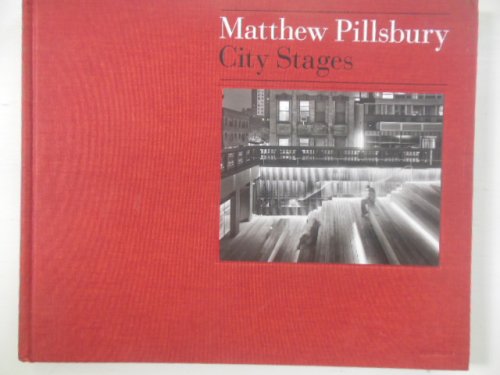 Matthew Pillsbury
City Stages